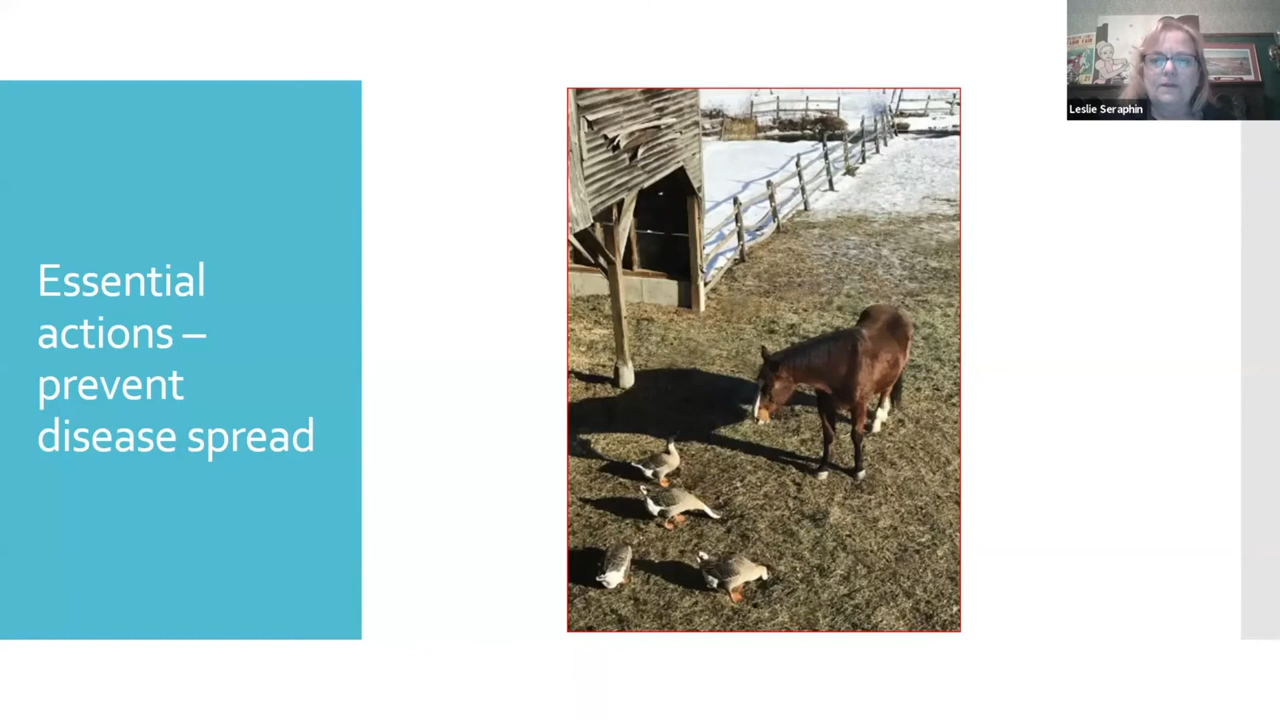 Essential
actions –
prevent
disease spread
Leslie Seraphin